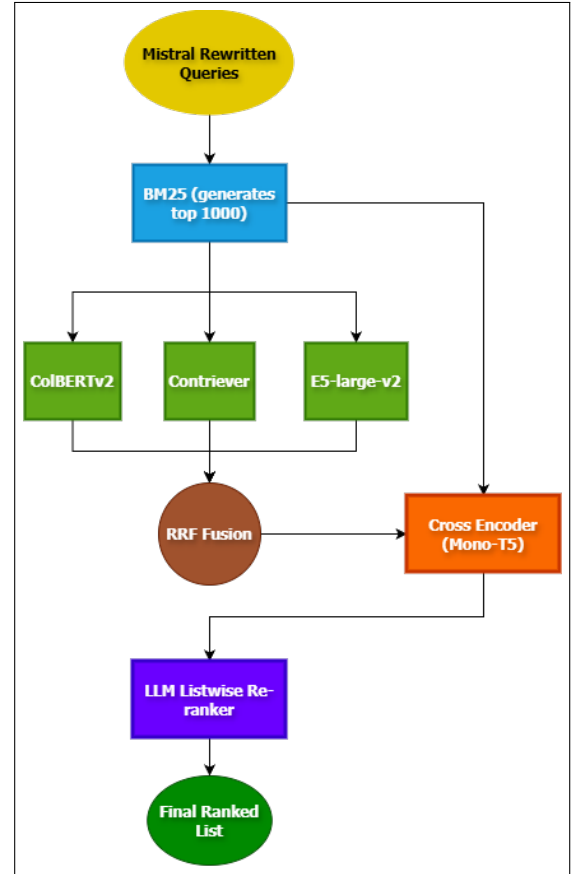 Mistral Rewritten
Queries
BM25 (generates
top 1000)
ColBERTv2
Contriever
E5-large-v2
RRF Fusion
Cross Encoder
(Mono-T5)
LLM Listwise Re-
ranker
Final Ranked
List